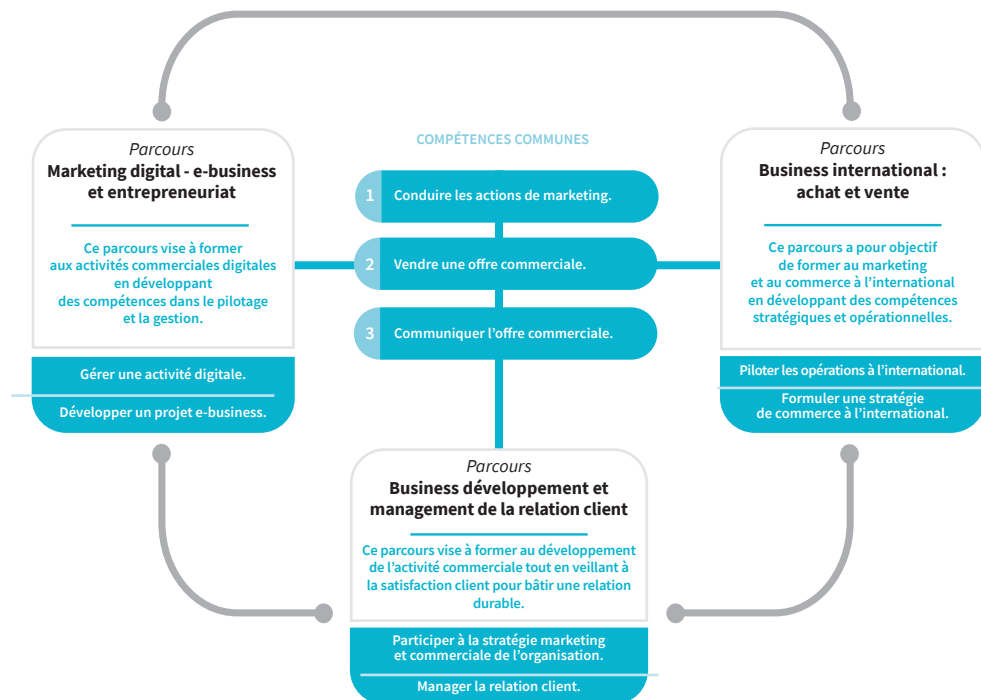 Parcours
Marketing digital - e-business
et entrepreneuriat
Ce parcours vise à former
aux activités commerciales digitales
en développant
des compétences dans le pilotage
et la gestion.
Gérer une activité digitale.
Développer un projet e-business.
COMPÉTENCES COMMUNES
1 Conduire les actions de marketing.
2 Vendre une offre commerciale.
3 Communiquer l’offre commerciale.
Parcours
Business international :
achat et vente
Ce parcours a pour objectif
de former au marketing
et au commerce à l’international
en développant des compétences
stratégiques et opérationnelles.
Piloter les opérations à l’international.
Formuler une stratégie
de commerce à l’international.
Parcours
Business développement et
management de la relation client
Ce parcours vise à former au développement
de l’activité commerciale tout en veillant à
la satisfaction client pour bâtir une relation
durable.
Participer à la stratégie marketing
et commerciale de l’organisation.
Manager la relation client.